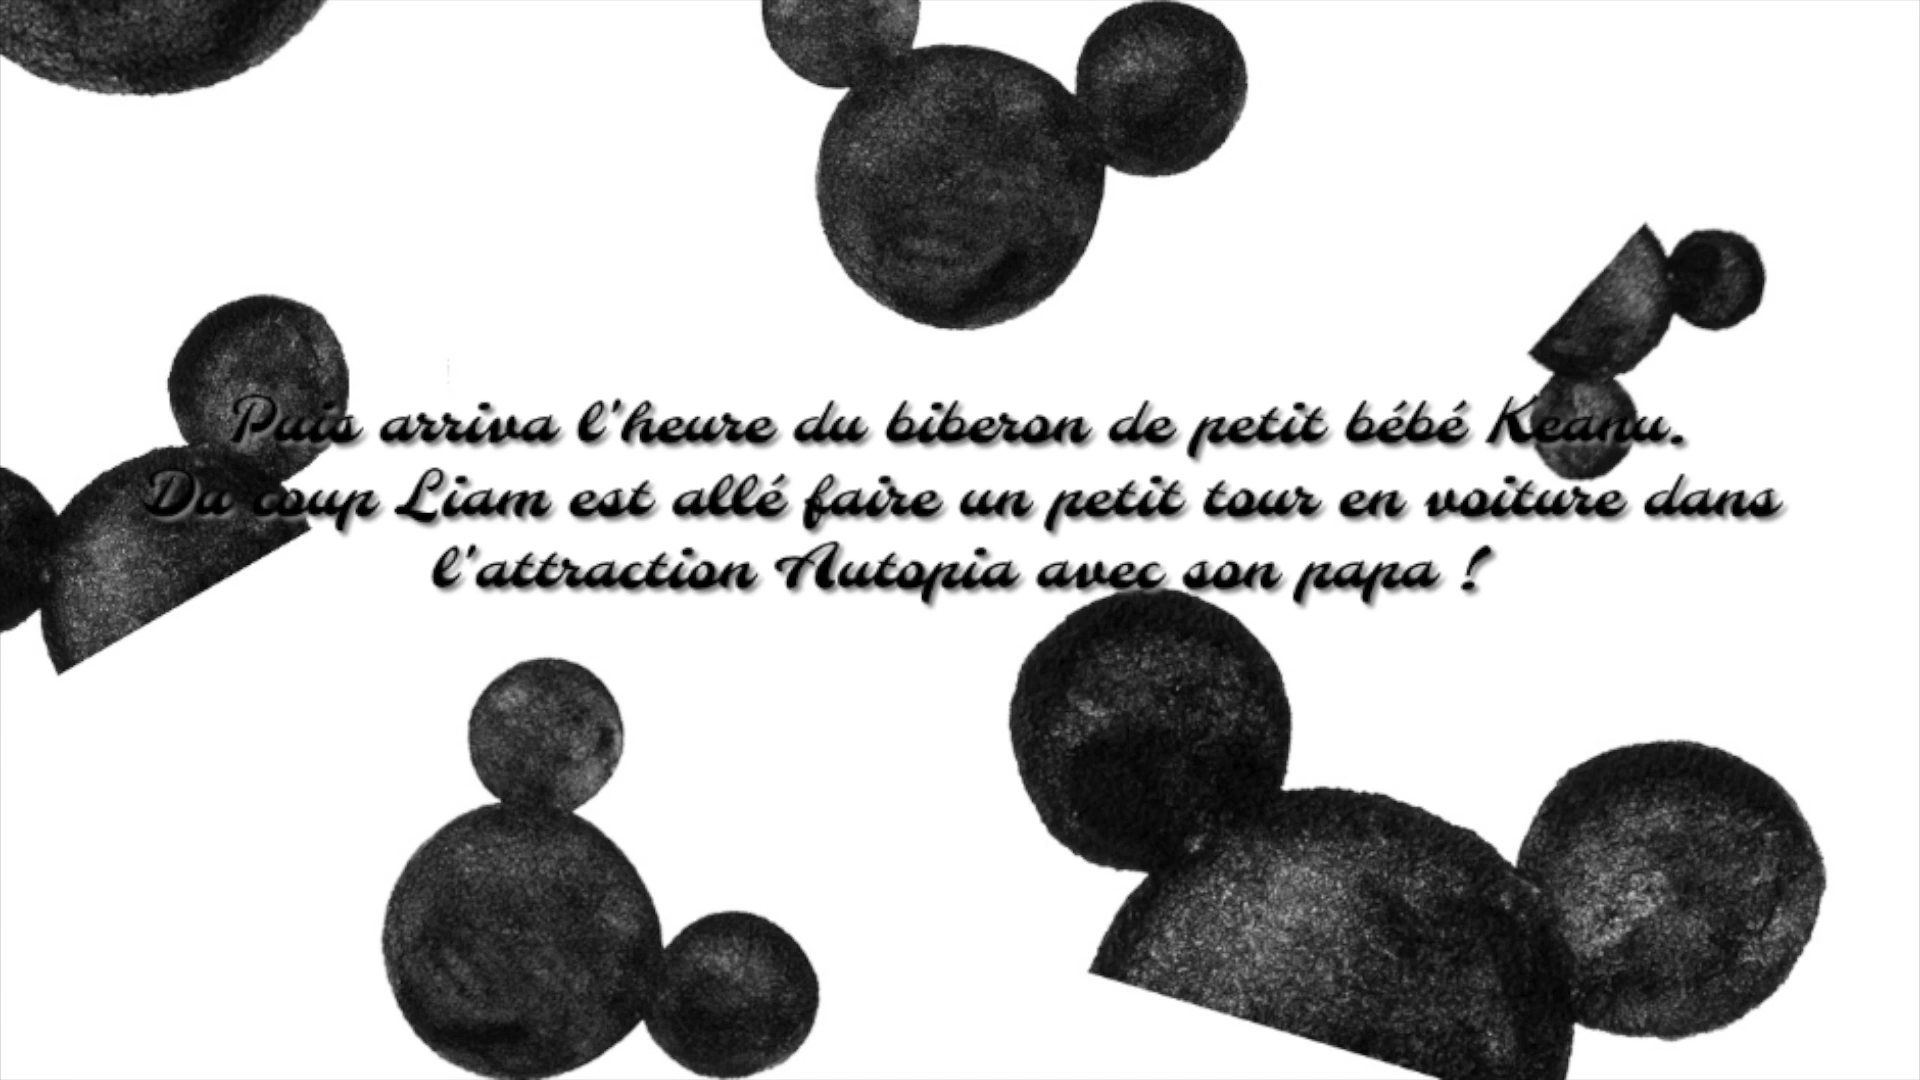 Puis arriva l'heure du biberon de petit bébé Keanu.
Du coup Liam est allé faire un petit tour en voiture dans
l'attraction Autopia avec son papa !